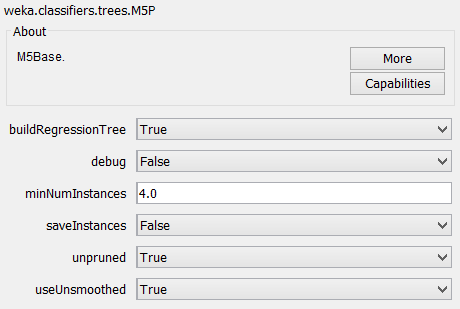 weka.classifiers.trees.M5P
About
M5Base.
More
Capabilities
buildRegressionTree True
debug False
minNumInstances 4.0
saveInstances False
unpruned True
useUnsmoothed True